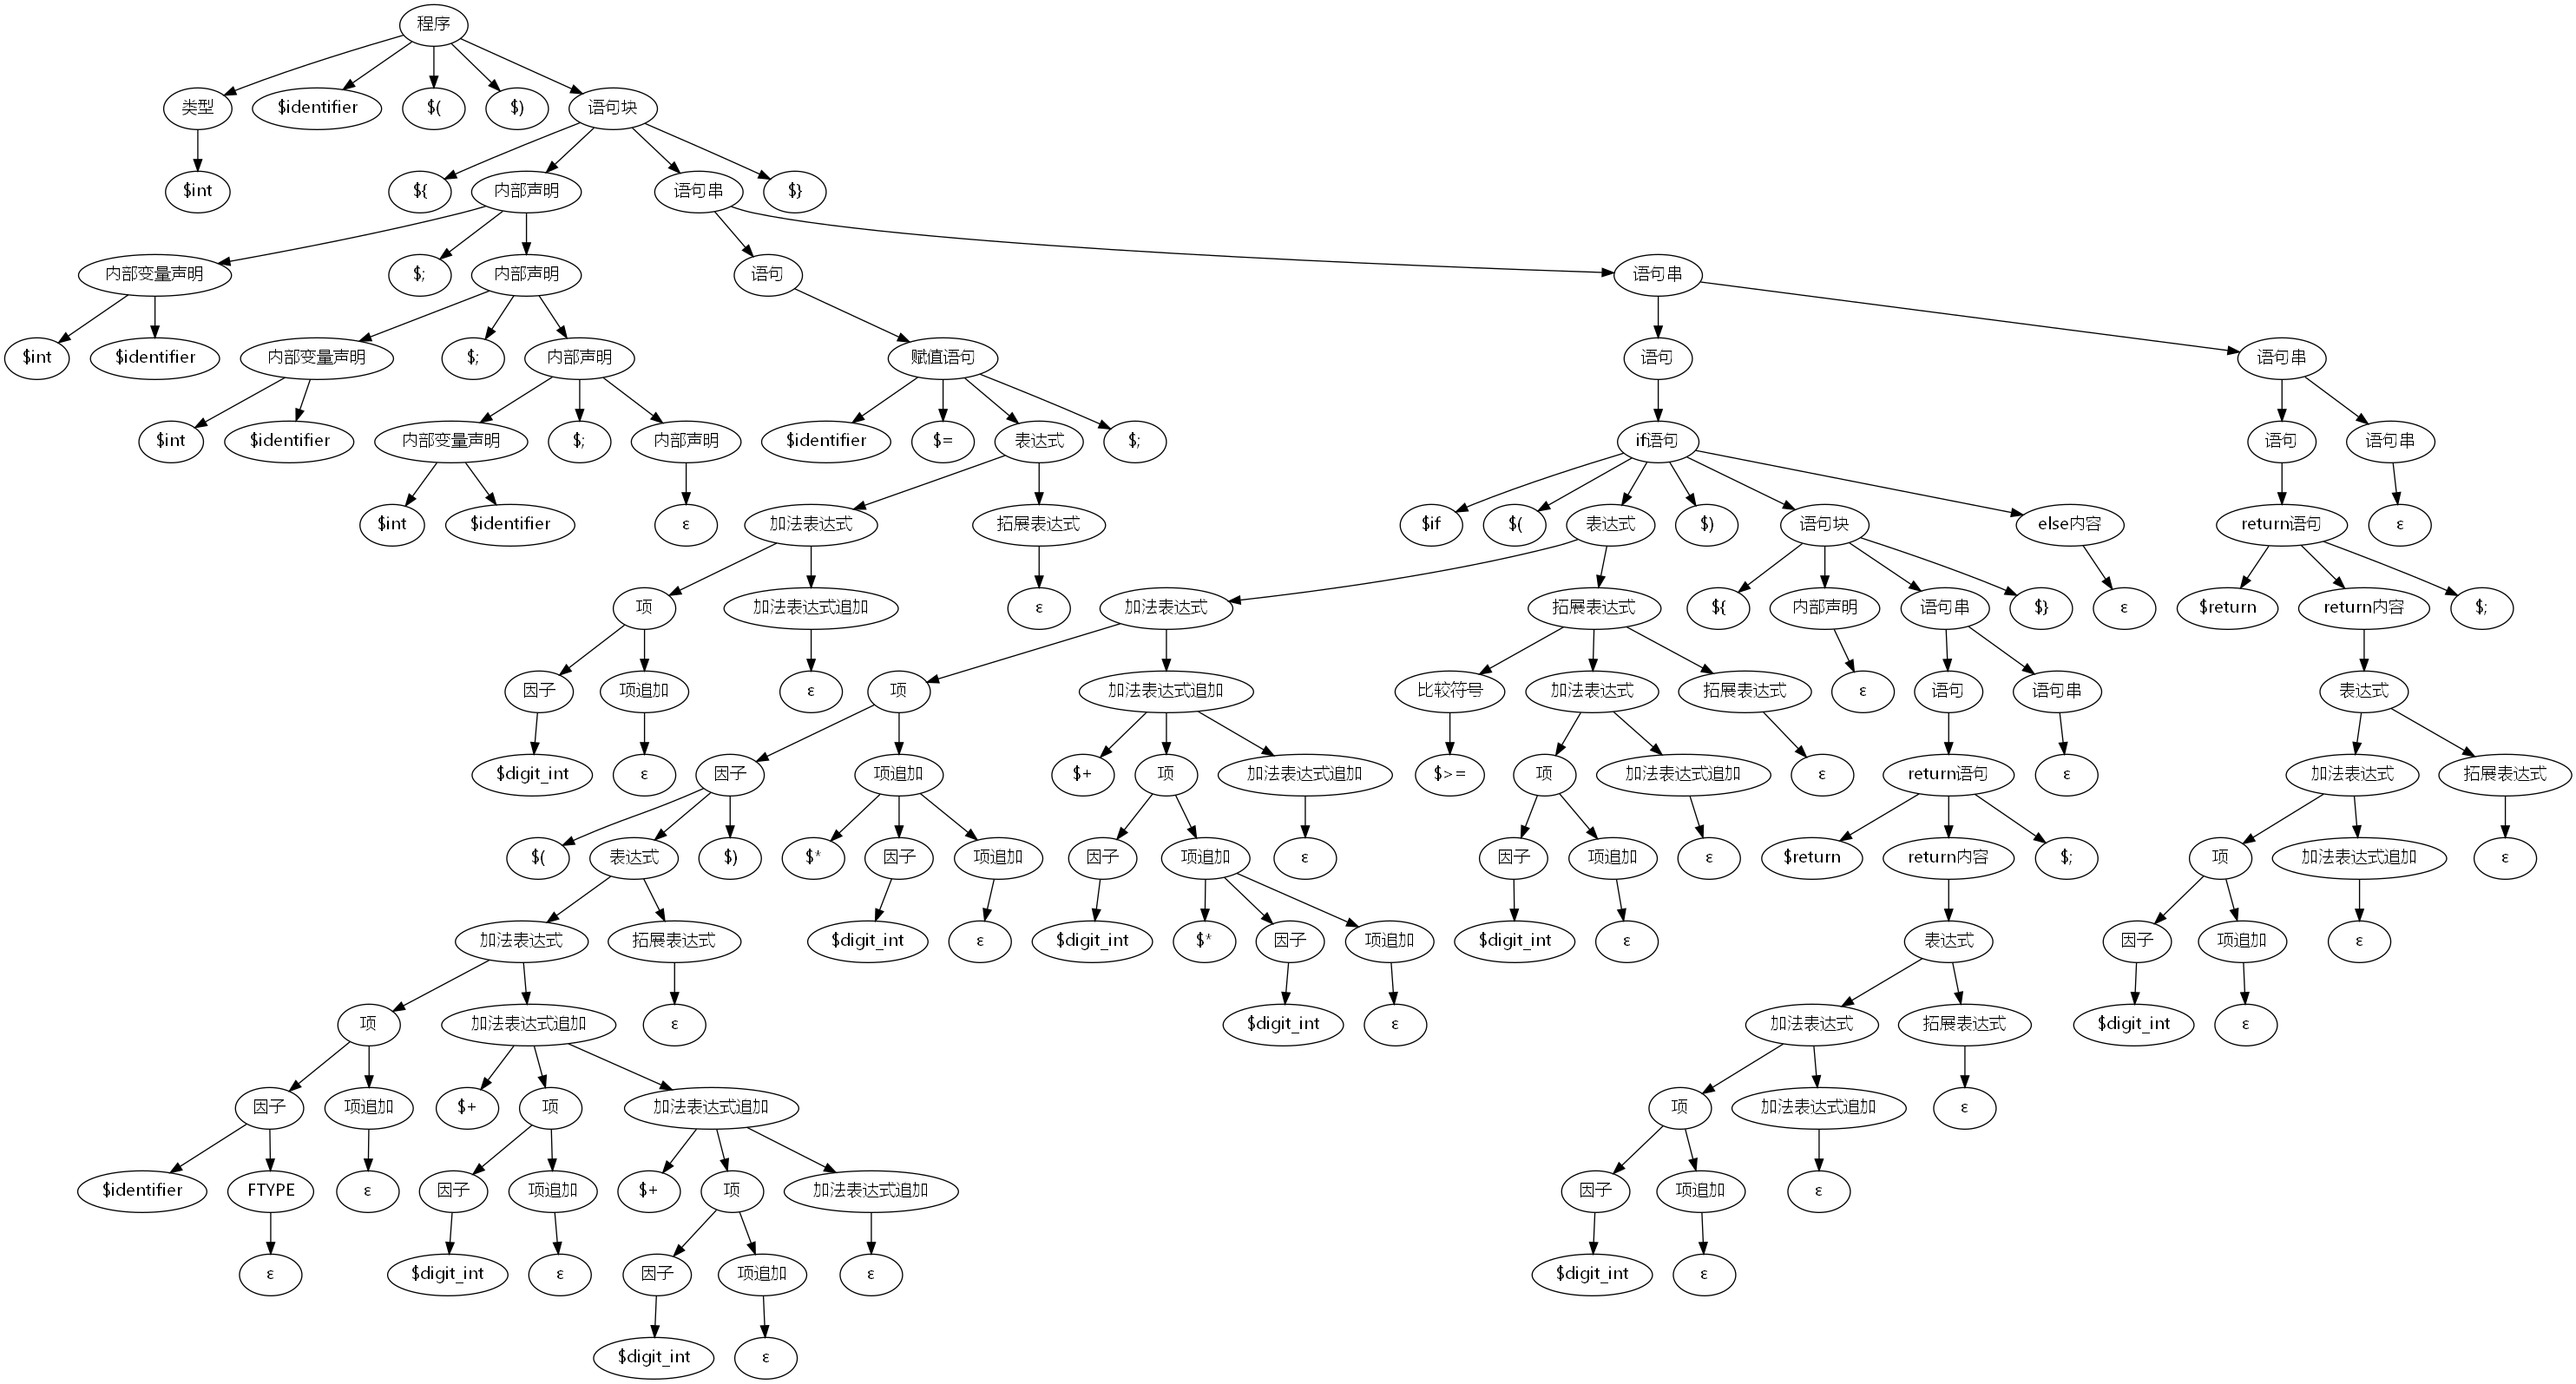 程序
类型 $identifier $( $) 语句块
$int ${ 内部声明 语句串 $}
内部变量声明 $; 内部声明 语句 语句串
$int $identifier 内部变量声明 $; 内部声明 赋值语句 语句 语句串
$int $identifier 内部变量声明 $; 内部声明 $identifier $= 表达式 $; if语句 语句 语句串
$int $identifier ε 加法表达式 拓展表达式 $if $( 表达式 $) 语句块 else内容 return语句 ε
项 加法表达式追加 ε 加法表达式 拓展表达式 ${ 内部声明 语句串 $} ε $return return内容 $;
因子 项追加 ε 项 加法表达式追加 比较符号 加法表达式 拓展表达式 ε 语句 语句串 表达式
$digit_int ε 因子 项追加 $+ 项 加法表达式追加 $>= 项 加法表达式追加 ε return语句 ε 加法表达式 拓展表达式
$( 表达式 $) $* 因子 项追加 因子 项追加 ε 因子 项追加 ε $return return内容 $; 项 加法表达式追加 ε
加法表达式 拓展表达式 $digit_int ε $digit_int $* 因子 项追加 $digit_int ε 表达式 因子 项追加 ε
项 加法表达式追加 ε $digit_int ε 加法表达式 拓展表达式 $digit_int ε
因子 项追加 $+ 项 加法表达式追加 项 加法表达式追加 ε
$identifier FTYPE ε 因子 项追加 $+ 项 加法表达式追加 因子 项追加 ε
ε $digit_int ε 因子 项追加 ε $digit_int ε
$digit_int ε